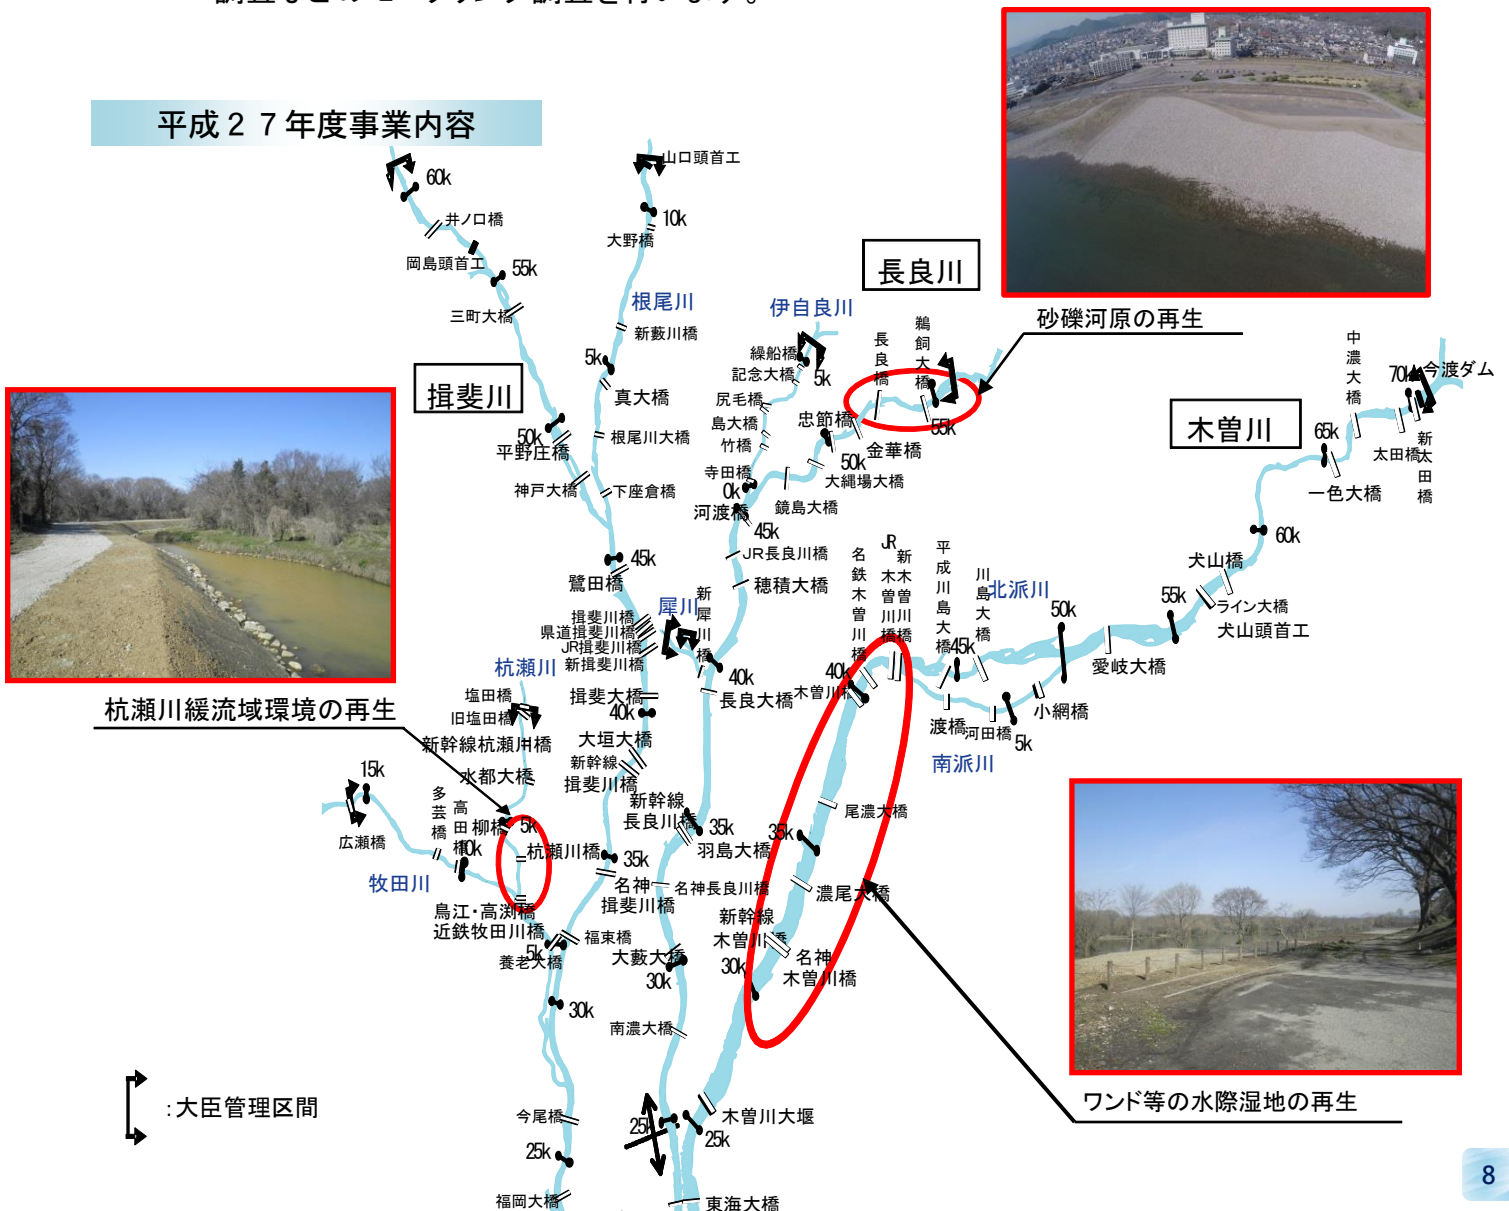 調査などのモニタリング調査を行います。
平成27年度事業内容
60k
井ノ口橋
岡島頭首工
55k
三町大橋
揖斐川
50k
平野庄橋
神戸大橋
山口頭首工
10k
大野橋
根尾川
新藪川橋
5k
真大橋
根尾川大橋
下座倉橋
45k
鷺田橋
揖斐川橋
県道揖斐川橋
JR揖斐川橋
新揖斐川橋
揖斐大橋
40k
大垣大橋
新幹線
揖斐川橋
35k
名神
揖斐川橋
伊自良川
繰船橋
記念大橋
5k
尻毛橋
島大橋
竹橋
寺田橋
0k
河渡橋
長良川
長良橋
鵜飼大橋
55k
忠節橋
金華橋
50k
大縄場大橋
鏡島大橋
45k
JR長良川橋
穂積大橋
犀川
新犀川橋
40k
長良大橋
新幹線
長良川橋
35k
羽島大橋
名神長良川橋
大藪大橋
30k
南濃大橋
25k
砂礫河原の再生
木曽川
中濃大橋
70k
今渡ダム
新太田橋
太田橋
65k
一色大橋
60k
犬山橋
ライン大橋
犬山頭首工
55k
愛岐大橋
北派川
50k
川島大橋
平成川島大橋
45k
JR
新木曽川橋
木曽川橋
名鉄木曽川橋
40k
木曽川橋
渡橋
河田橋
5k
小網橋
南派川
尾濃大橋
35k
濃尾大橋
新幹線
木曽川橋
名神
木曽川橋
30k
木曽川大堰
25k
東海大橋
ワンド等の水際湿地の再生
杭瀬川緩流域環境の再生
杭瀬川
塩田橋
旧塩田橋
新幹線杭瀬川橋
水都大橋
柳橋
5k
杭瀬川橋
15k
広瀬橋
多芸橋
高田橋
10k
牧田川
烏江・高渕橋
近鉄牧田川橋
5k
福束橋
養老大橋
30k
今尾橋
25k
福岡大橋
:大臣管理区間
8